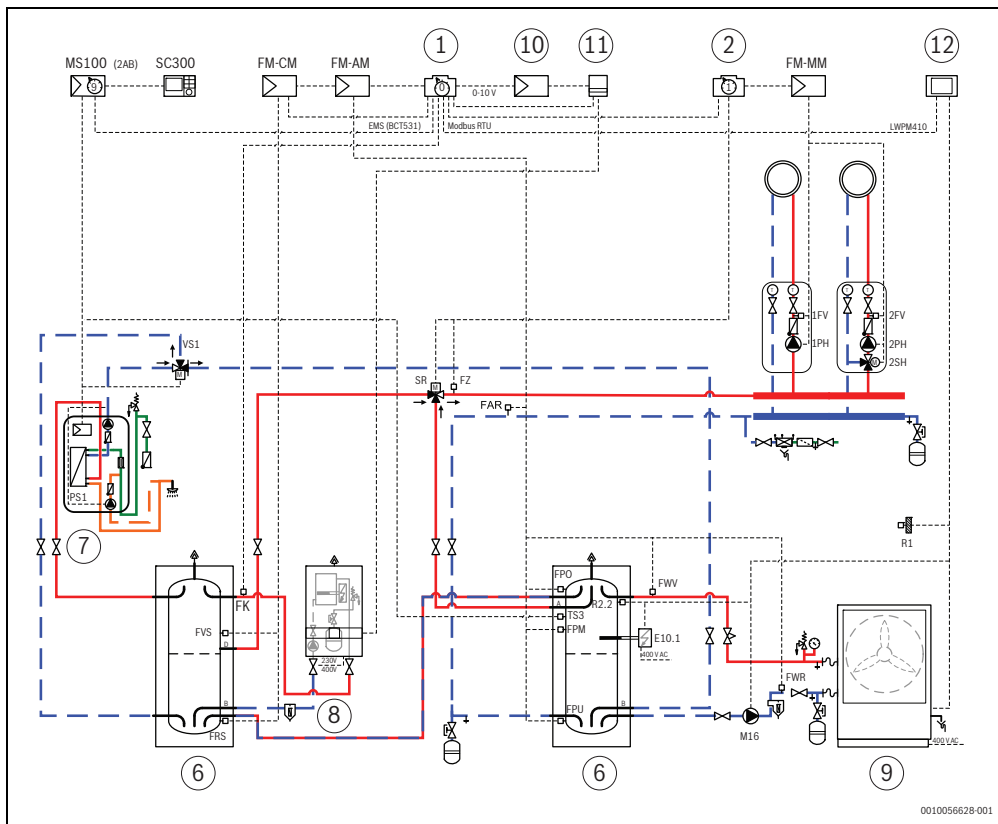 1
10
11
2
12
MS100 (2AB)
SC300
FM-CM
FM-AM
FM-MM
9
0
1
0-10 V
EMS (BCT531)
Modbus RTU
LWPM410
T
T
T
T
1FV
2FV
1PH
2PH
2SH
M
VS1
M
SR
M
FZ
FAR
PS1
7
R1
FK
FPO
FWV
A
R2.2
TS3
FVS
FPM
E10.1
D
400 V AC
230V
400V
FWR
B
B
8
FRS
FPU
M16
400 V AC
6
6
9
0010056628-001